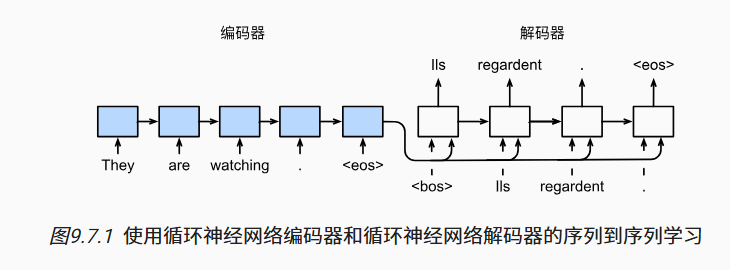 编码器 解码器
Ils regardent . <eos>
They are watching . <eos>
<bos> Ils regardent .
图9.7.1 使用循环神经网络编码器和循环神经网络解码器的序列到序列学习